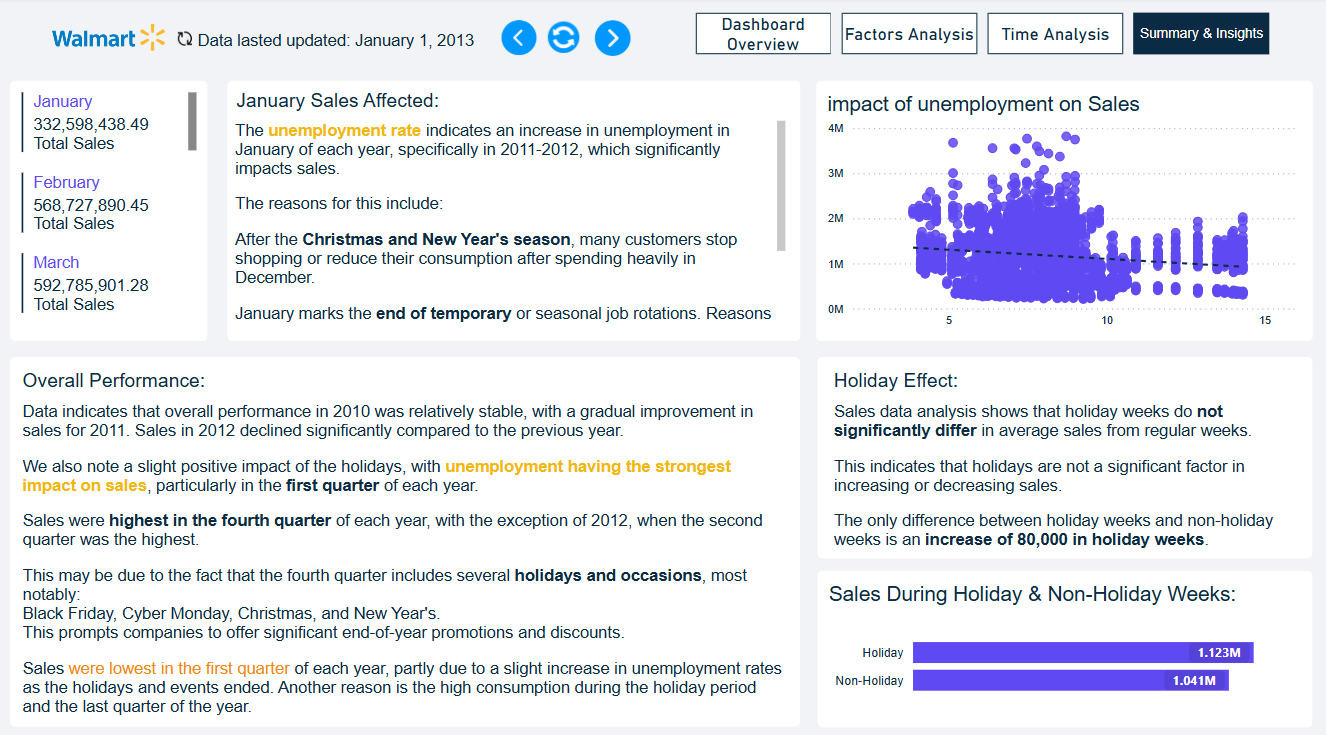 Walmart
Data lasted updated: January 1, 2013
Dashboard
Overview
Factors Analysis
Time Analysis
Summary & Insights
January
332,598,438.49
Total Sales
February
568,727,890.45
Total Sales
March
592,785,901.28
Total Sales
January Sales Affected:
The unemployment rate indicates an increase in unemployment in
January of each year, specifically in 2011-2012, which significantly
impacts sales.
The reasons for this include:
After the Christmas and New Year's season, many customers stop
shopping or reduce their consumption after spending heavily in
December.
January marks the end of temporary or seasonal job rotations. Reasons
impact of unemployment on Sales
4M
3M
2M
1M
0M
5
10
15
Overall Performance:
Data indicates that overall performance in 2010 was relatively stable, with a gradual improvement in
sales for 2011. Sales in 2012 declined significantly compared to the previous year.
We also note a slight positive impact of the holidays, with unemployment having the strongest
impact on sales, particularly in the first quarter of each year.
Sales were highest in the fourth quarter of each year, with the exception of 2012, when the second
quarter was the highest.
This may be due to the fact that the fourth quarter includes several holidays and occasions, most
notably:
Black Friday, Cyber Monday, Christmas, and New Year's.
This prompts companies to offer significant end-of-year promotions and discounts.
Sales were lowest in the first quarter of each year, partly due to a slight increase in unemployment rates
as the holidays and events ended. Another reason is the high consumption during the holiday period
and the last quarter of the year.
Holiday Effect:
Sales data analysis shows that holiday weeks do not
significantly differ in average sales from regular weeks.
This indicates that holidays are not a significant factor in
increasing or decreasing sales.
The only difference between holiday weeks and non-holiday
weeks is an increase of 80,000 in holiday weeks.
Sales During Holiday & Non-Holiday Weeks:
Holiday 1.123M
Non-Holiday 1.041M